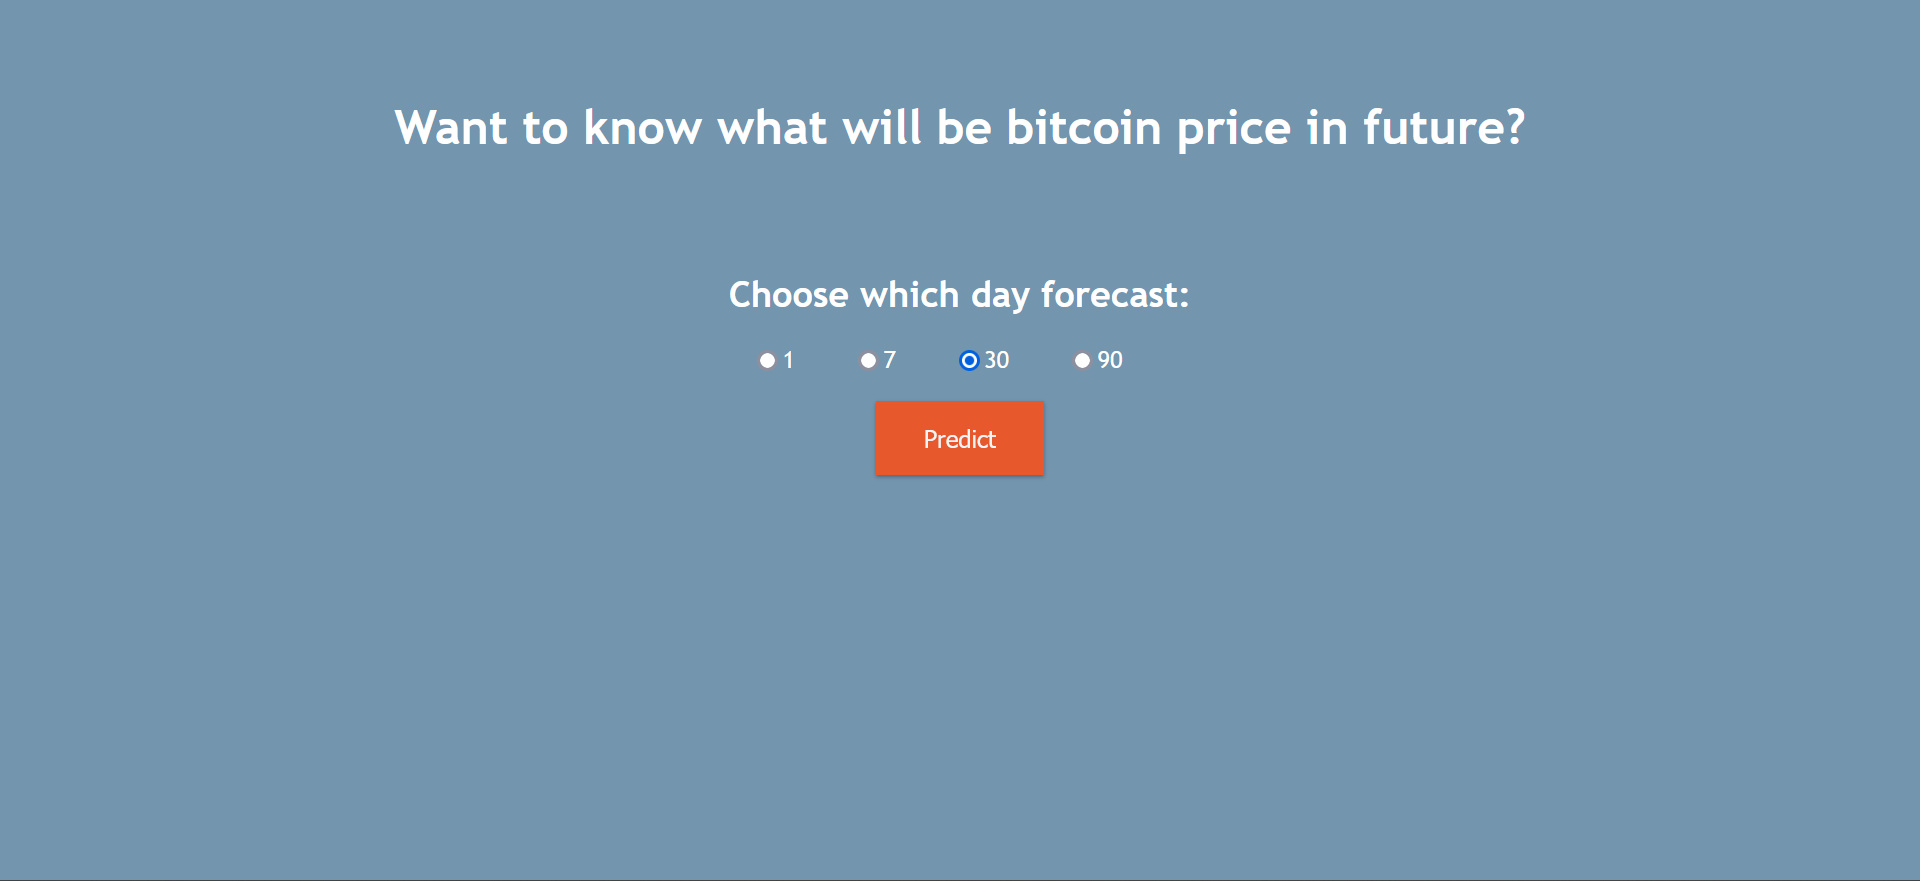 Want to know what will be bitcoin price in future?
Choose which day forecast:
1 7 30 90
Predict